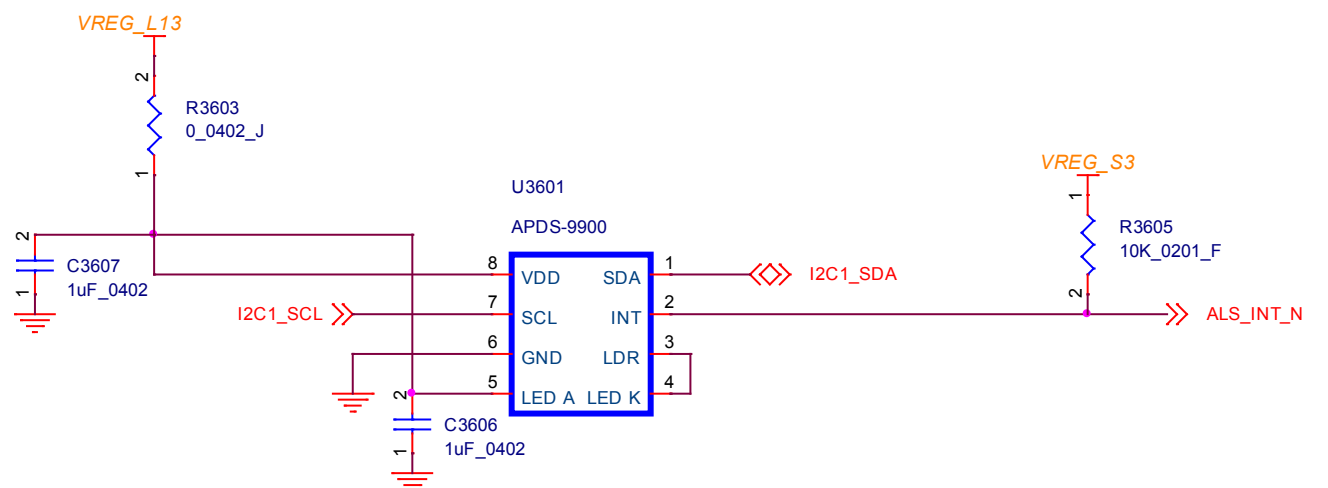 VREG_L13
2
R3603
0_0402_J
1
VREG_S3
1
R3605
10K_0201_F
2
U3601
APDS-9900
2
C3607
1uF_0402
1
8 VDD SDA 1
I2C1_SDA
I2C1_SCL
7 SCL INT 2
ALS_INT_N
6 GND LDR 3
5 LED A LED K 4
2
C3606
1uF_0402
1